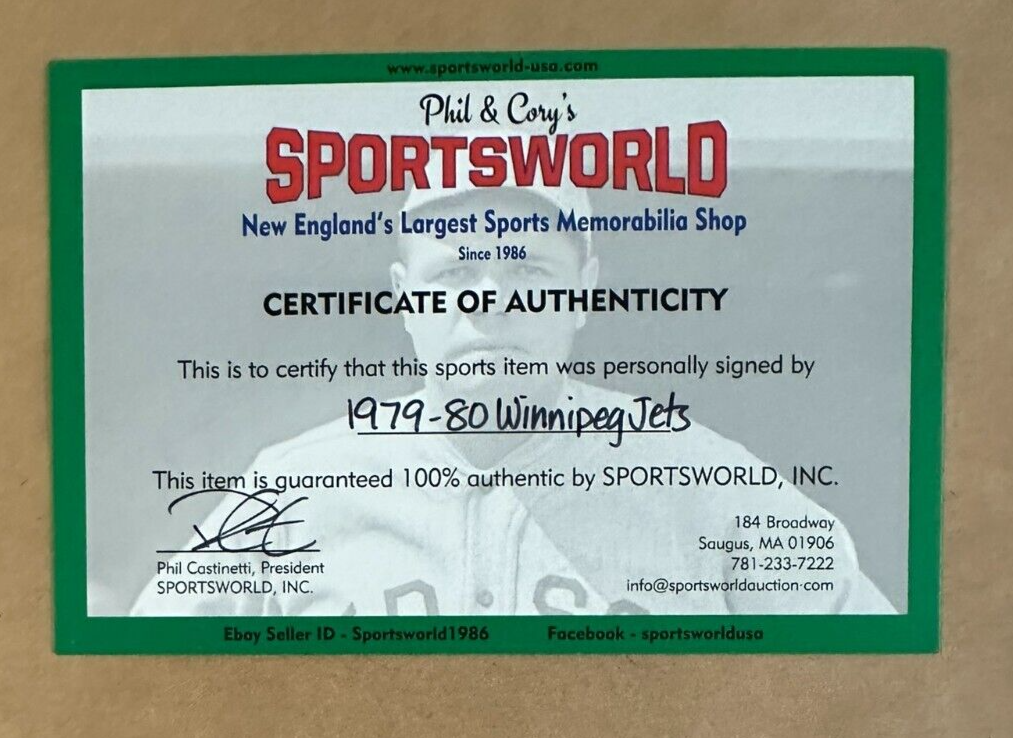 www.sportsworld-usa.com
Phil & Cory's
SPORTSWORLD
New England's Largest Sports Memorabilia Shop
Since 1986
CERTIFICATE OF AUTHENTICITY
This is to certify that this sports item was personally signed by
1979-80 Winnipeg Jets
This item is guaranteed 100% authentic by SPORTSWORLD, INC.
Phil Castinetti, President
SPORTSWORLD, INC.
184 Broadway
Saugus, MA 01906
781-233-7222
info@sportsworldauction.com
Ebay Seller ID - Sportsworld1986
Facebook - sportsworldusa